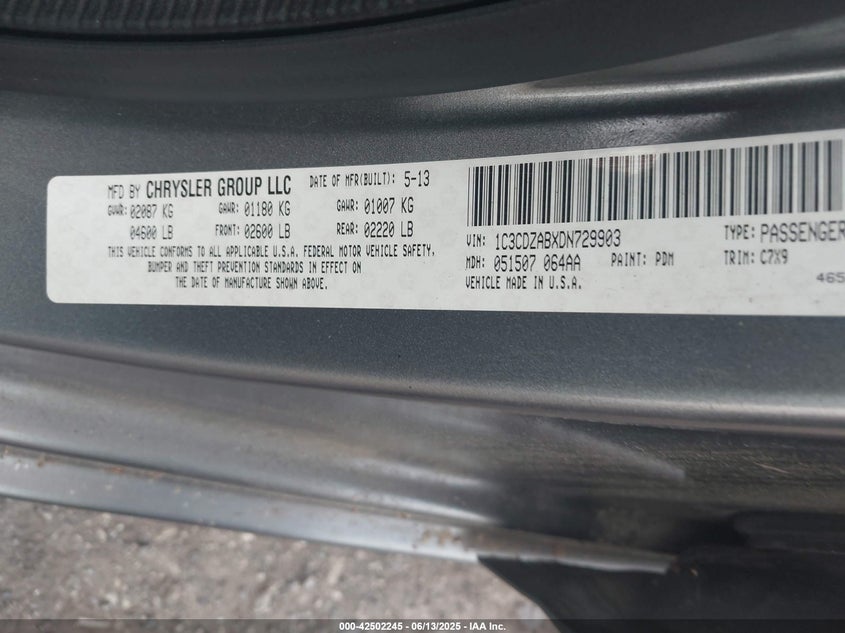 MFD BY CHRYSLER GROUP LLC DATE OF MFR(BUILT): 5-13
GVWR: 02087 KG GAWR: 01180 KG GAWR: 01007 KG
04600 LB FRONT: 02600 LB REAR: 02220 LB
THIS VEHICLE CONFORMS TO ALL APPLICABLE U.S.A. FEDERAL MOTOR VEHICLE SAFETY,
BUMPER AND THEFT PREVENTION STANDARDS IN EFFECT ON
THE DATE OF MANUFACTURE SHOWN ABOVE.
VIN: 1C3CDZABXDN729903 TYPE: PASSENGER
MDH: 051507 064AA PAINT: PDM TRIM: C7X9
VEHICLE MADE IN U.S.A. 465
000-42502245 - 06/13/2025 - IAA Inc.